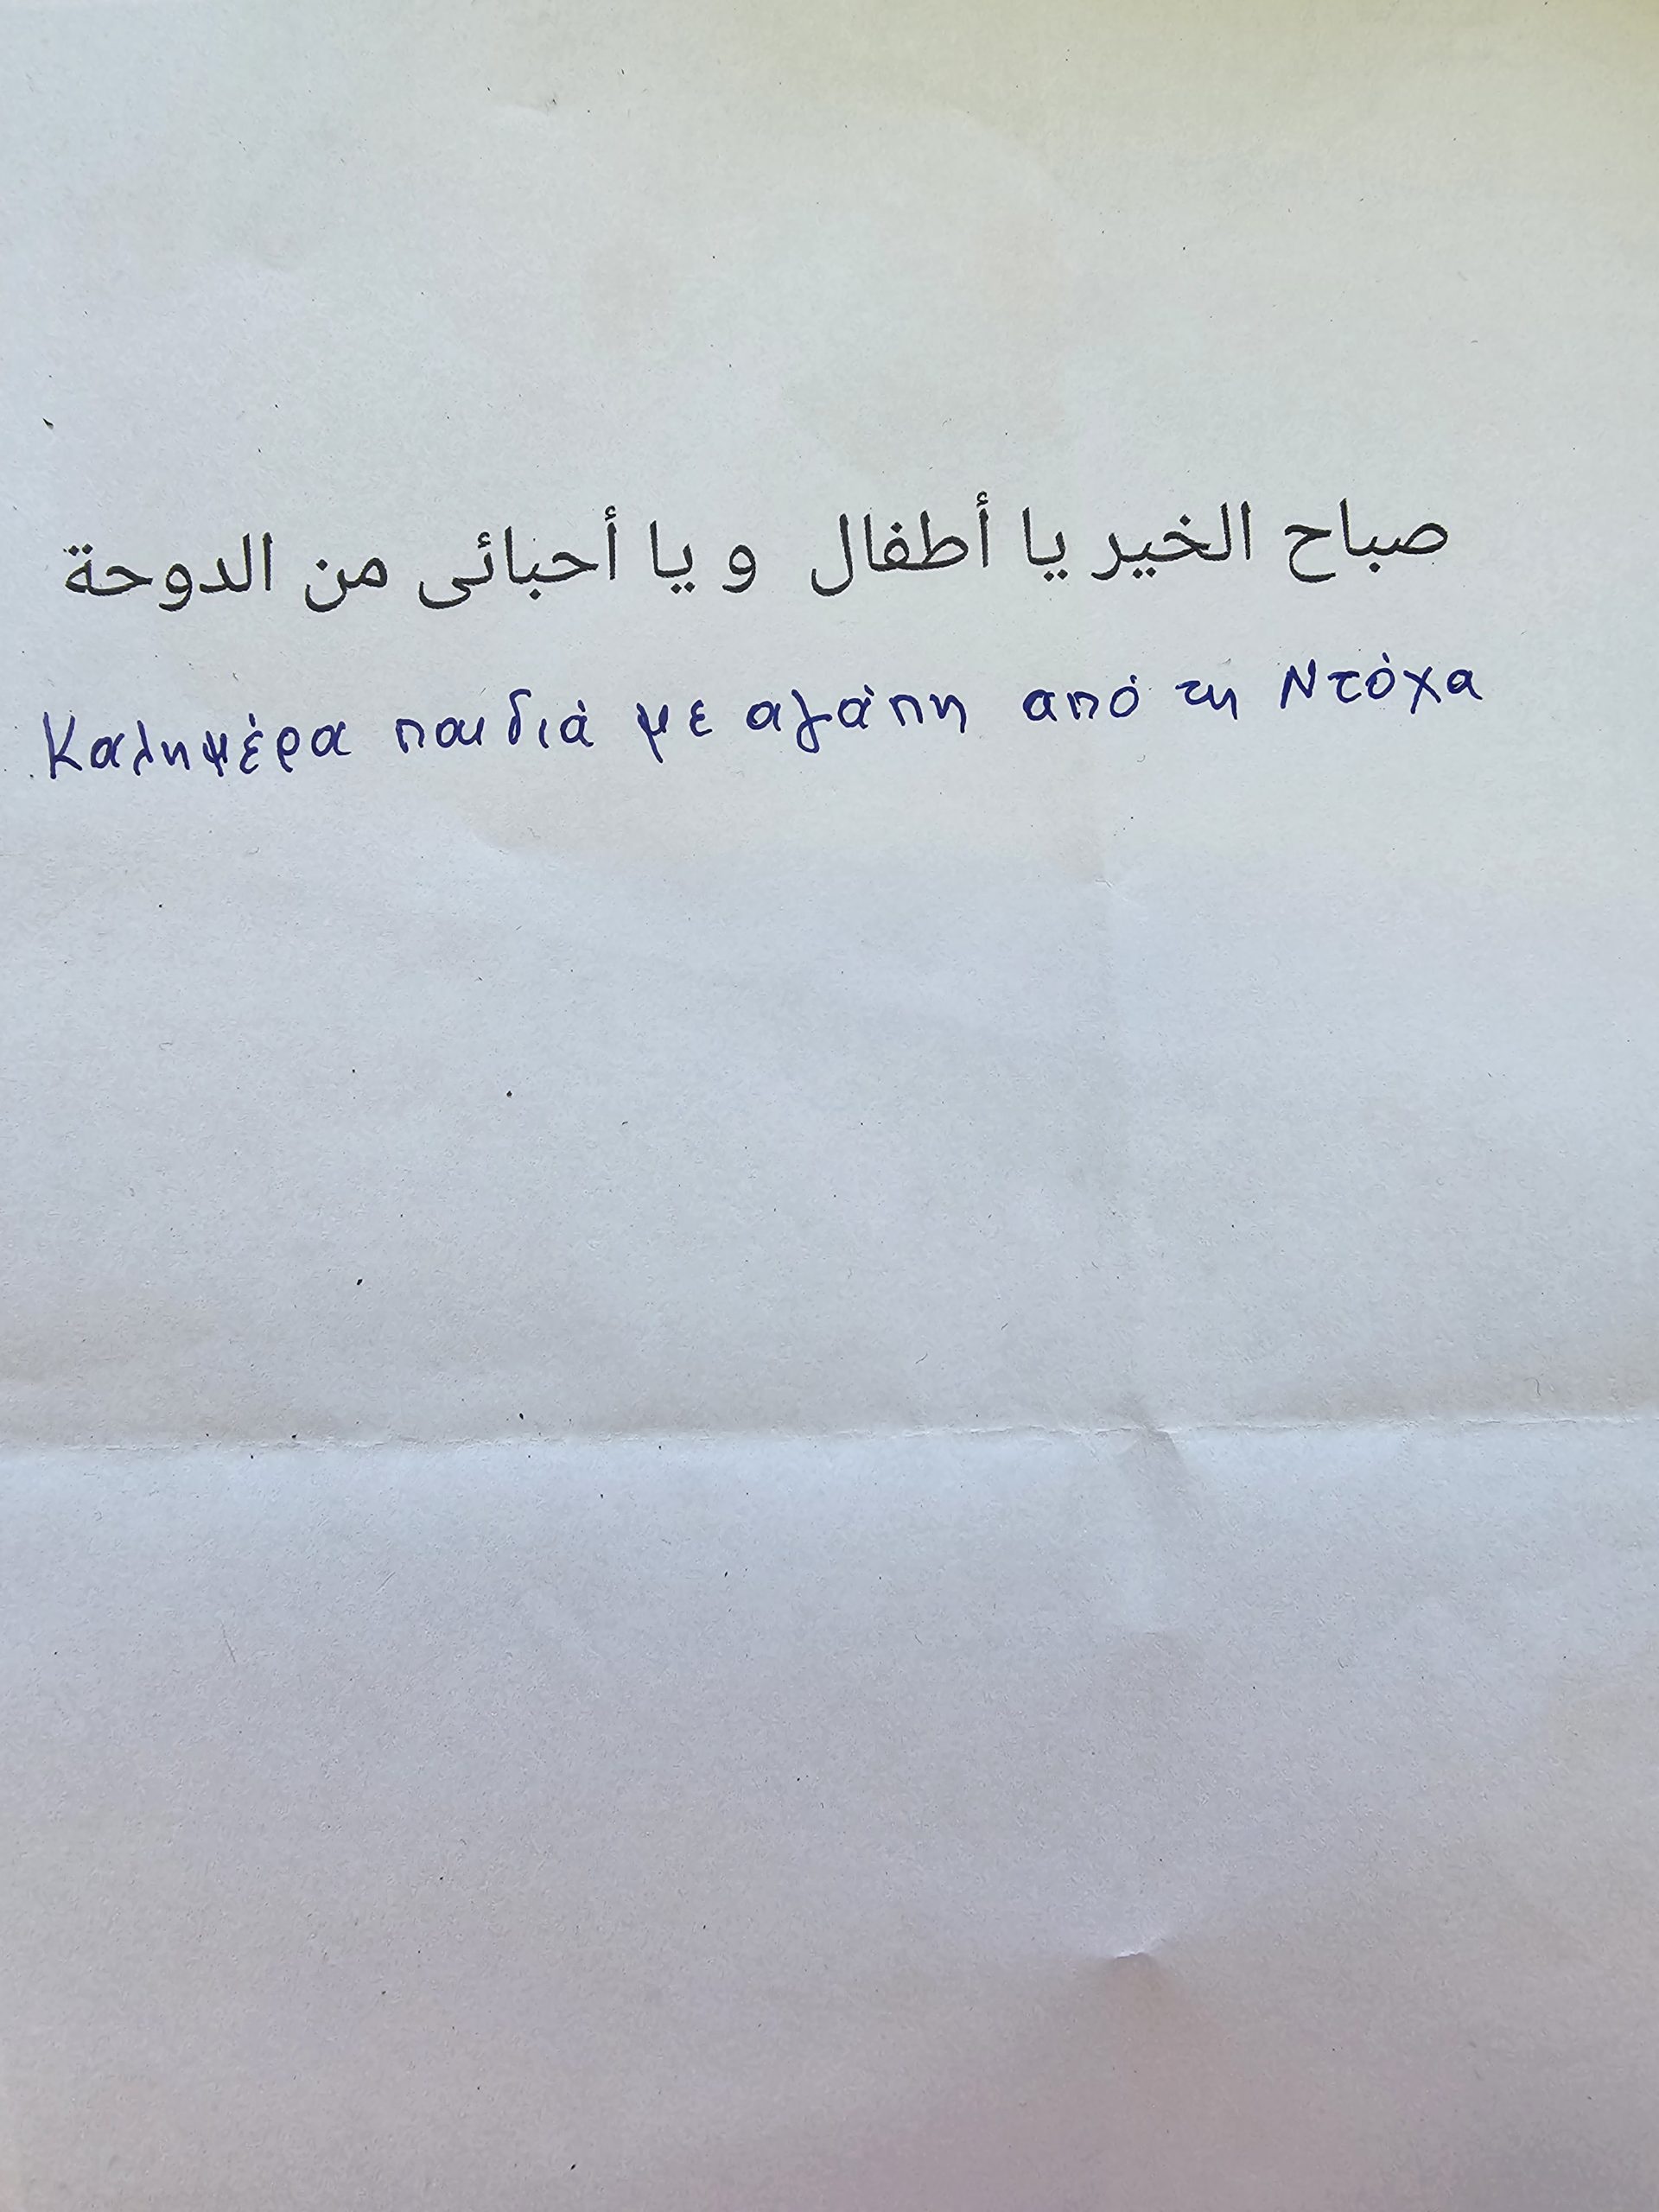 صباح الخير يا أطفال و يا أحبائى من الدوحة
Καλημέρα παιδιά με αγάπη από τη Ντόχα